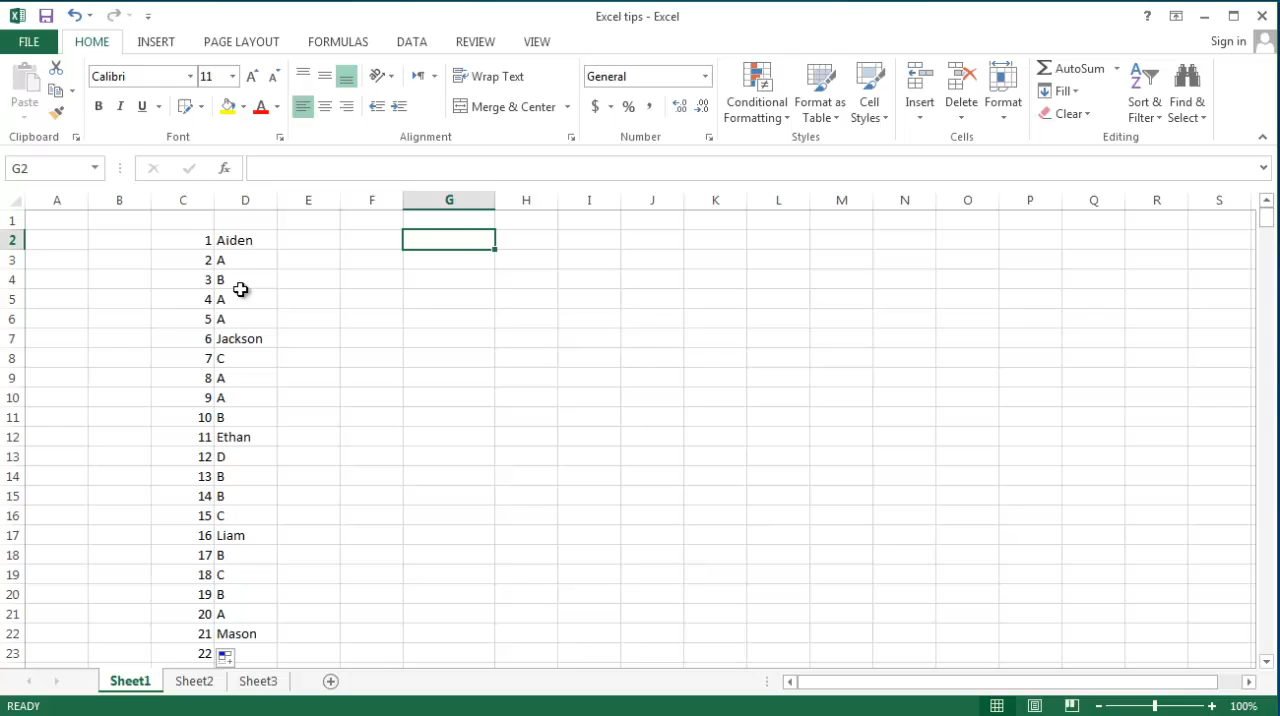 Excel tips - Excel
?
FILE HOME INSERT PAGE LAYOUT FORMULAS DATA REVIEW VIEW Sign in
Paste
Calibri 11 A A
B I U A
Wrap Text
Merge & Center
General
$ % ,
Conditional Formatting
Format as Table
Cell Styles
Insert
Delete
Format
AutoSum
Fill
Clear
Sort & Filter
Find & Select
Clipboard Font Alignment Number Styles Cells Editing
G2 fx
A B C D E F G H I J K L M N O P Q R S
1
2 1 Aiden
3 2 A
4 3 B
5 4 A
6 5 A
7 6 Jackson
8 7 C
9 8 A
10 9 A
11 10 B
12 11 Ethan
13 12 D
14 13 B
15 14 B
16 15 C
17 16 Liam
18 17 B
19 18 C
20 19 B
21 20 A
22 21 Mason
23 22
Sheet1 Sheet2 Sheet3
READY 100%